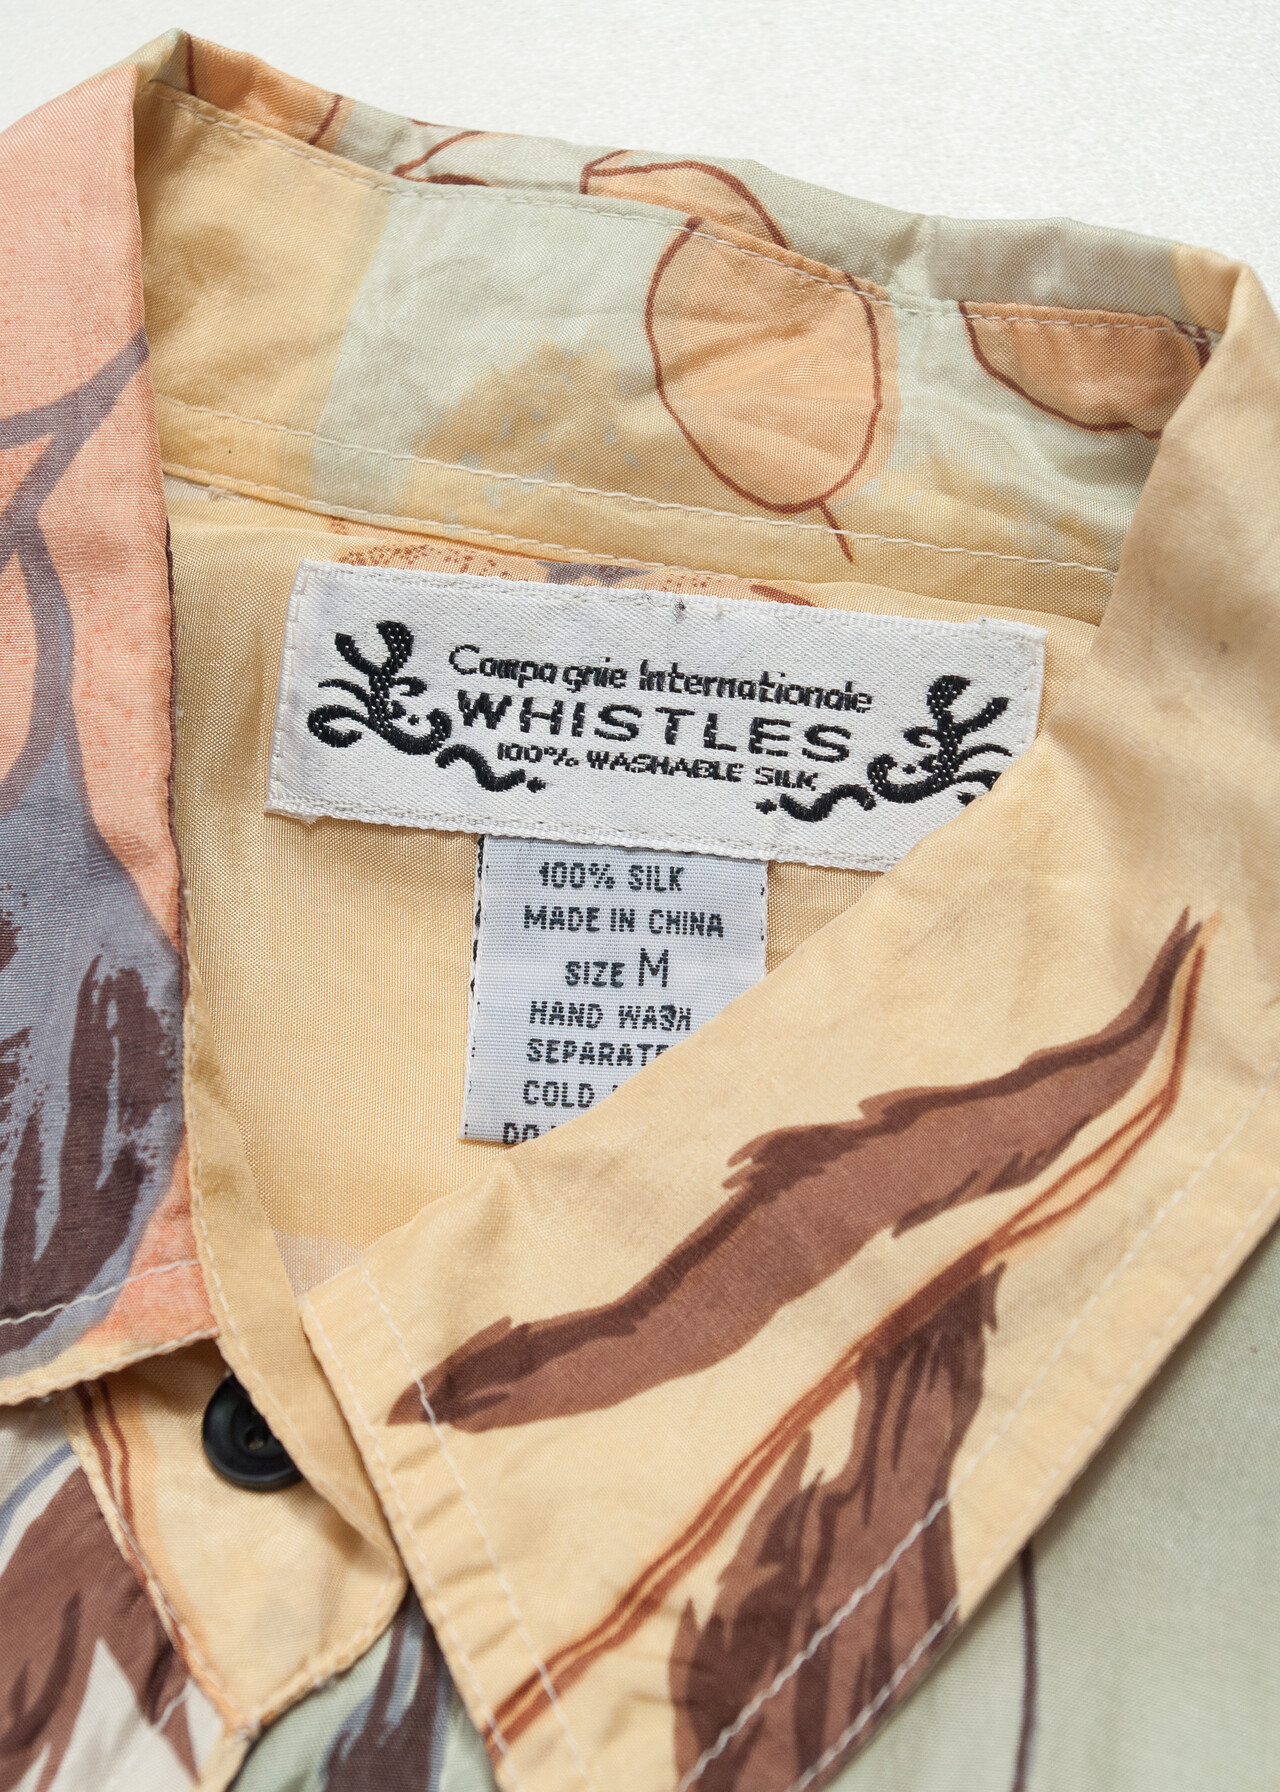 Compagnie Internationale
WHISTLES
100% WASHABLE SILK
100% SILK
MADE IN CHINA
SIZE M
HAND WASH
SEPARATE
COLD